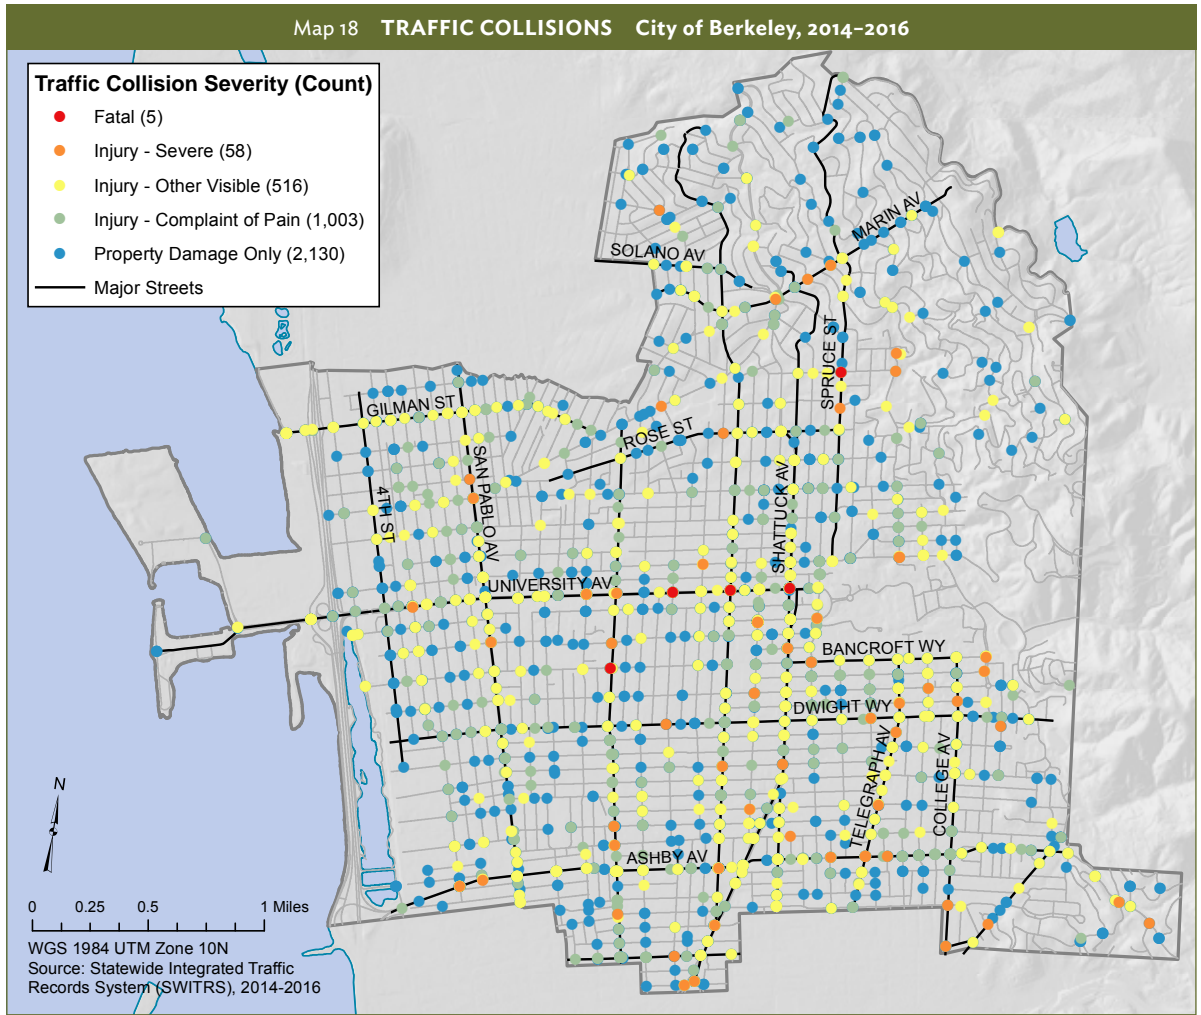 Map 18 TRAFFIC COLLISIONS City of Berkeley, 2014–2016
Traffic Collision Severity (Count)
Fatal (5)
Injury - Severe (58)
Injury - Other Visible (516)
Injury - Complaint of Pain (1,003)
Property Damage Only (2,130)
Major Streets
MARIN AV
SOLANO AV
SPRUCE ST
GILMAN ST
ROSE ST
SAN PABLO AV
SHATTUCK AV
4TH ST
UNIVERSITY AV
BANCROFT WY
DWIGHT WY
TELEGRAPH AV
COLLEGE AV
ASHBY AV
N
0 0.25 0.5 1 Miles
WGS 1984 UTM Zone 10N
Source: Statewide Integrated Traffic
Records System (SWITRS), 2014-2016